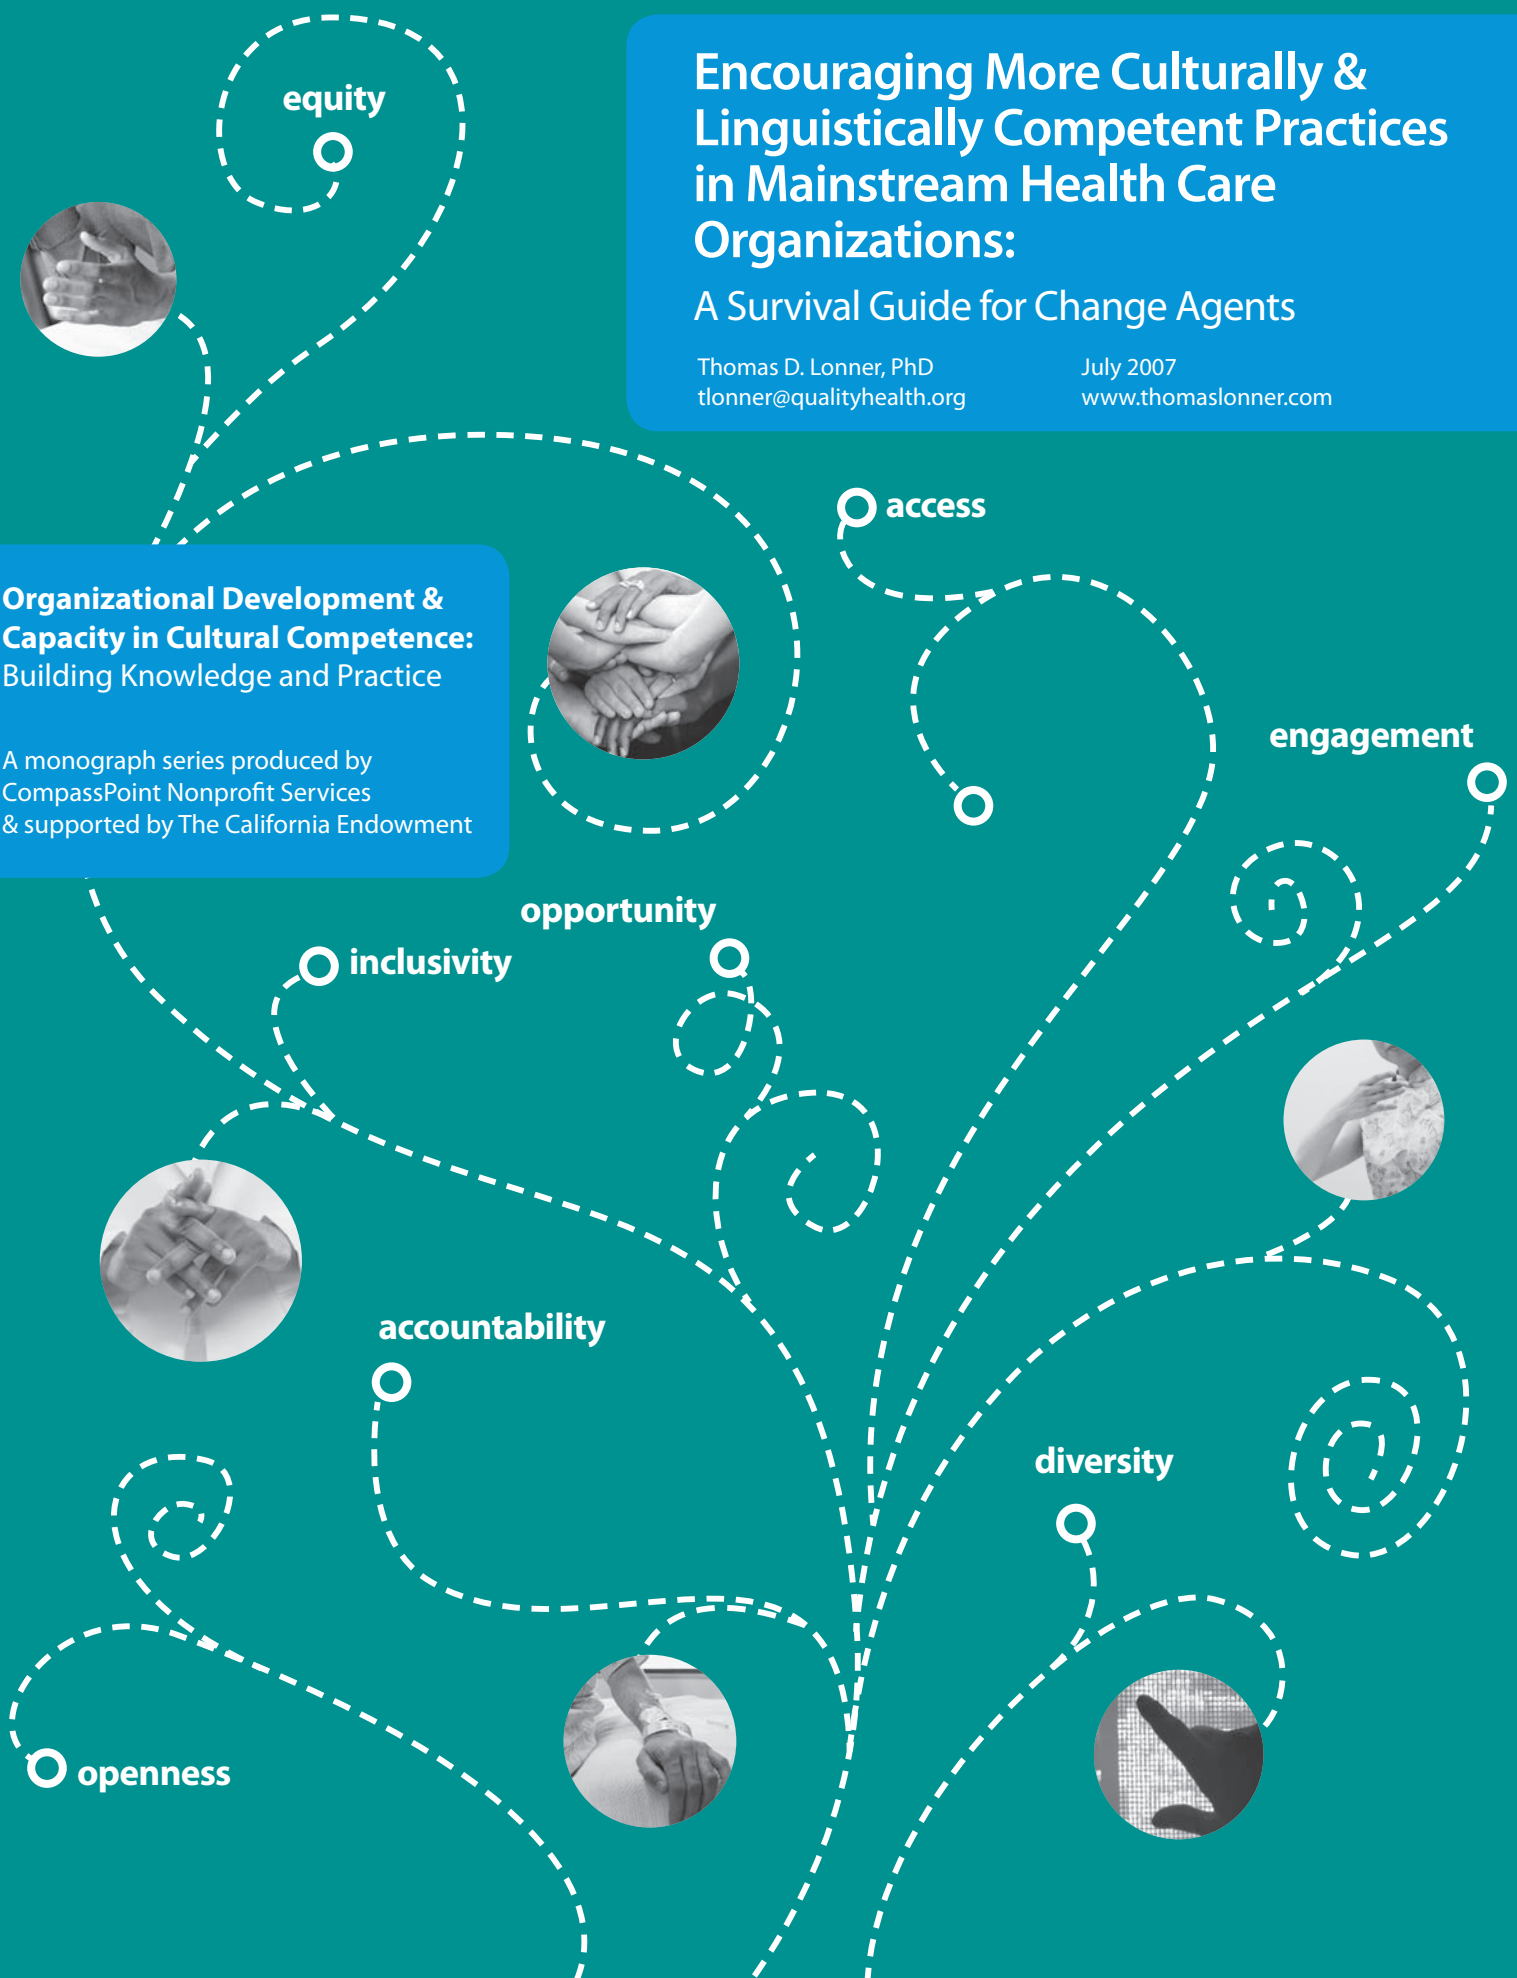 equity
Encouraging More Culturally &
Linguistically Competent Practices
in Mainstream Health Care
Organizations:
A Survival Guide for Change Agents
Thomas D. Lonner, PhD
tlonner@qualityhealth.org
July 2007
www.thomaslonner.com
access
Organizational Development &
Capacity in Cultural Competence:
Building Knowledge and Practice
A monograph series produced by
CompassPoint Nonprofit Services
& supported by The California Endowment
engagement
opportunity
inclusivity
accountability
diversity
openness